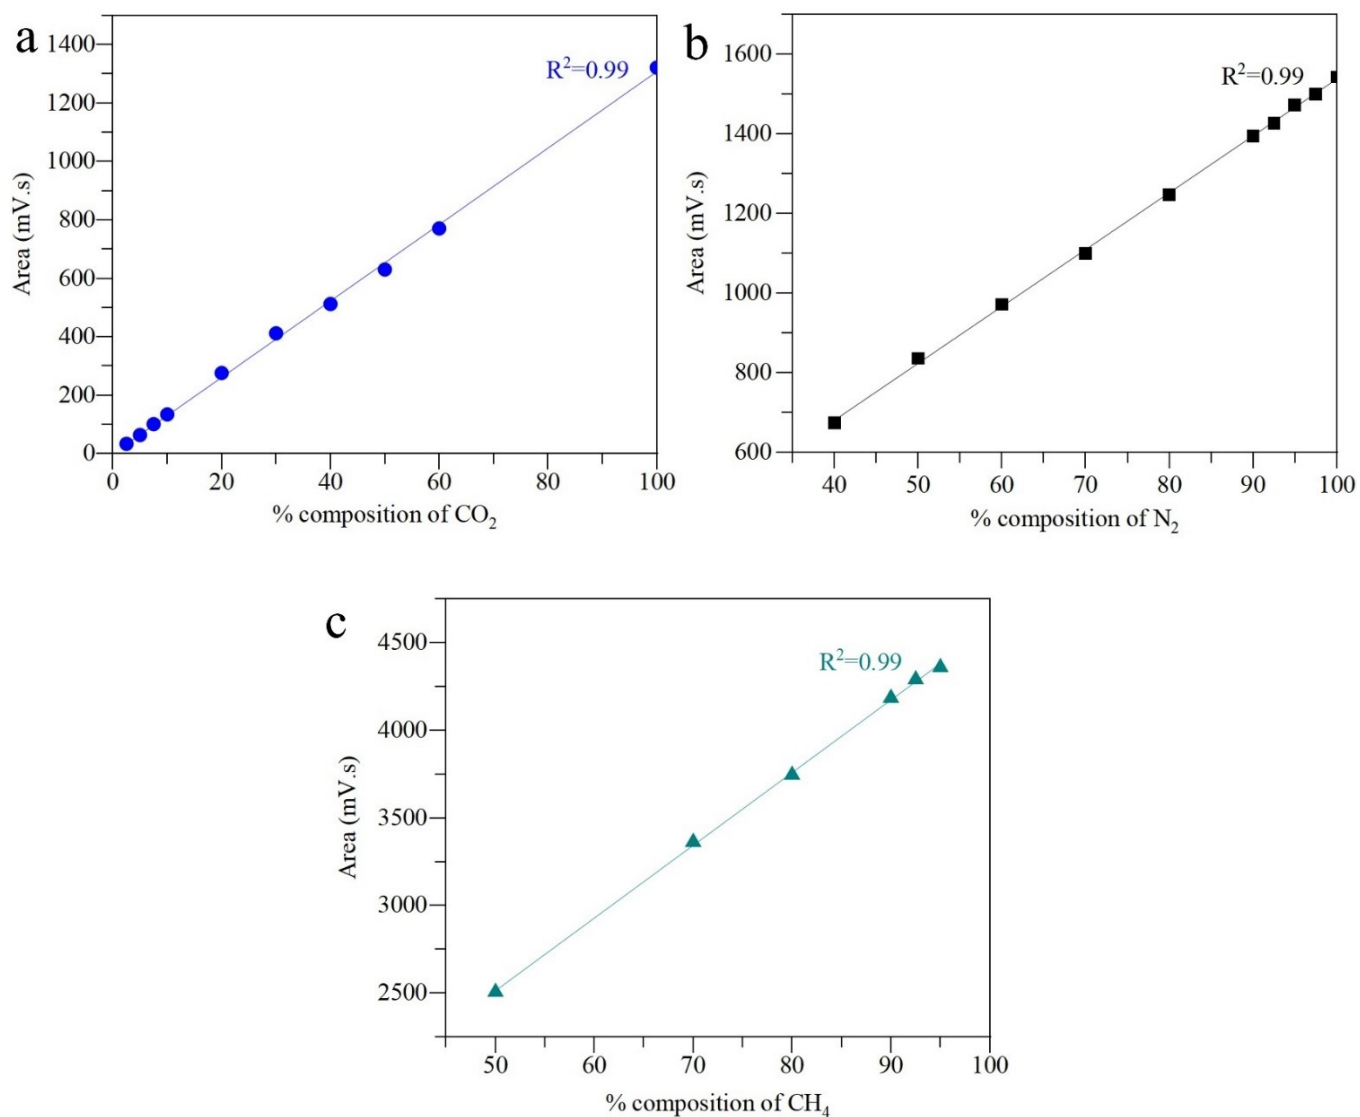 a
1400
1200
1000
800
600
400
200
0
Area (mV.s)
R²=0.99
0 20 40 60 80 100
% composition of CO₂
b
1600
1400
1200
1000
800
600
Area (mV.s)
R²=0.99
40 50 60 70 80 90 100
% composition of N₂
c
4500
4000
3500
3000
2500
Area (mV.s)
R²=0.99
50 60 70 80 90 100
% composition of CH₄